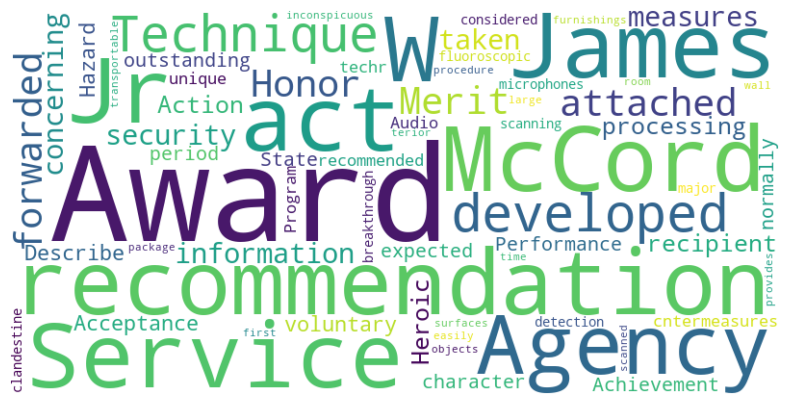 inconspicuous
considered
furnishings
measures
Technique
W
James
outstanding
taken
fluoroscopic
Hazard
transportable
techr
procedure
concerning
forwarded
Jr
unique
Honor
microphones
room
wall
Action
act
Merit
large
attached
security
Audio
scanning
processing
period
State
recommended
terior
normally
Award
Program
breakthrough
McCord
major
developed
Describe
package
information
expected
Performance
recipient
time
provides
recommendation
clandestine
Acceptance
first
voluntary
Heroic
surfaces
easily
objects
detection
scanned
cntermeasures
Service
Agency
character
Achievement